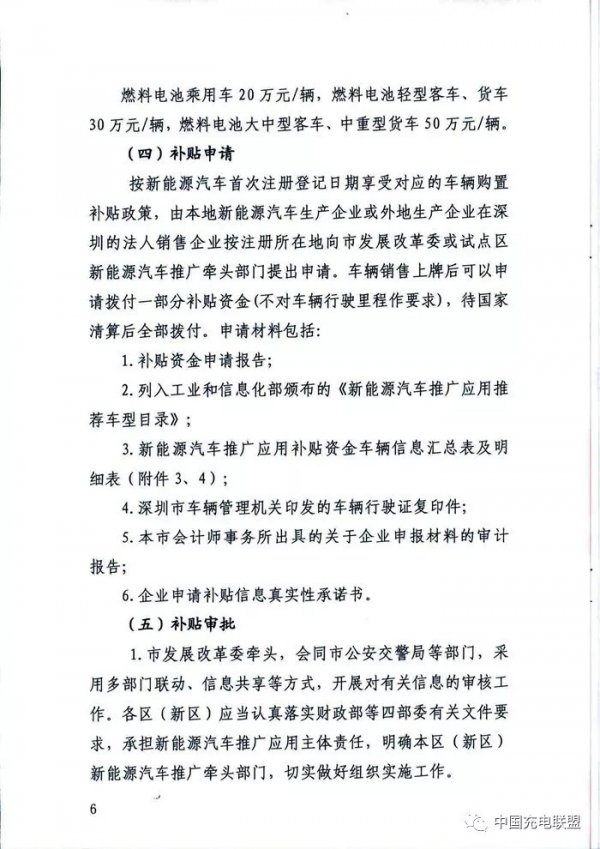 燃料电池乘用车20万元/辆，燃料电池轻型客车、货车
30万元/辆，燃料电池大中型客车、中重型货车50万元/辆。
（四）补贴申请
按新能源汽车首次注册登记日期享受对应的车辆购置
补贴政策，由本地新能源汽车生产企业或外地生产企业在深
圳的法人销售企业按注册所在地向市发展改革委或试点区
新能源汽车推广牵头部门提出申请。车辆销售上牌后可以申
请拨付一部分补贴资金(不对车辆行驶里程作要求)，待国家
清算后全部拨付。申请材料包括：
1.补贴资金申请报告；
2.列入工业和信息化部颁布的《新能源汽车推广应用推
荐车型目录》；
3.新能源汽车推广应用补贴资金车辆信息汇总表及明
细表（附件3、4）；
4.深圳市车辆管理机关印发的车辆行驶证复印件；
5.本市会计师事务所出具的关于企业申报材料的审计
报告；
6.企业申请补贴信息真实性承诺书。
（五）补贴审批
1.市发展改革委牵头，会同市公安交警局等部门，采
用多部门联动、信息共享等方式，开展对有关信息的审核工
作。各区（新区）应当认真落实财政部等四部委有关文件要
求，承担新能源汽车推广应用主体责任，明确本区（新区）
新能源汽车推广牵头部门，切实做好组织实施工作。
6
中国充电联盟